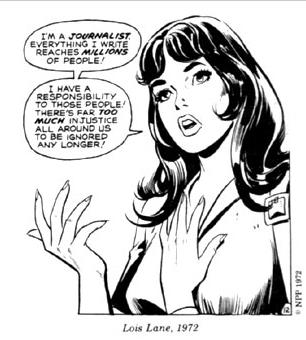 I'M A JOURNALIST.
EVERYTHING I WRITE
REACHES MILLIONS
OF PEOPLE!
I HAVE A
RESPONSIBILITY
TO THOSE PEOPLE!
THERE'S FAR TOO
MUCH INJUSTICE
ALL AROUND US
TO BE IGNORED
ANY LONGER!
12
© NPP 1972
Lois Lane, 1972